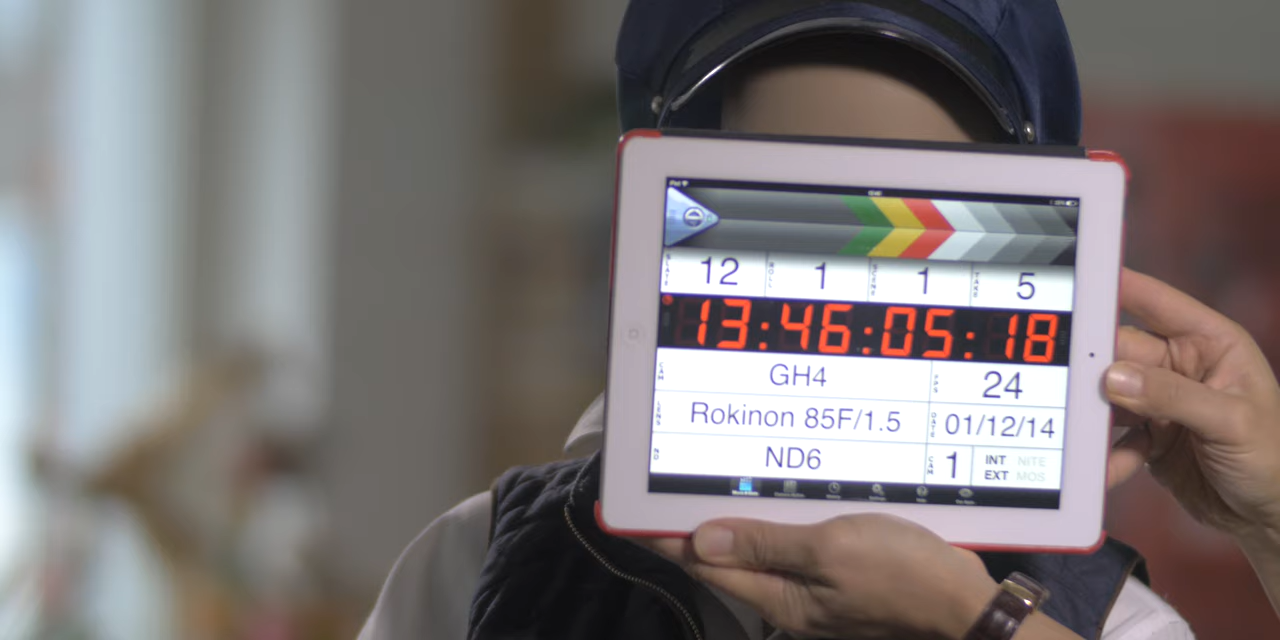 12 1 1 5
13:46:05:18
GH4
24
Rokinon 85F/1.5
01/12/14
ND6
CAM 1
INT NITE
EXT MOS